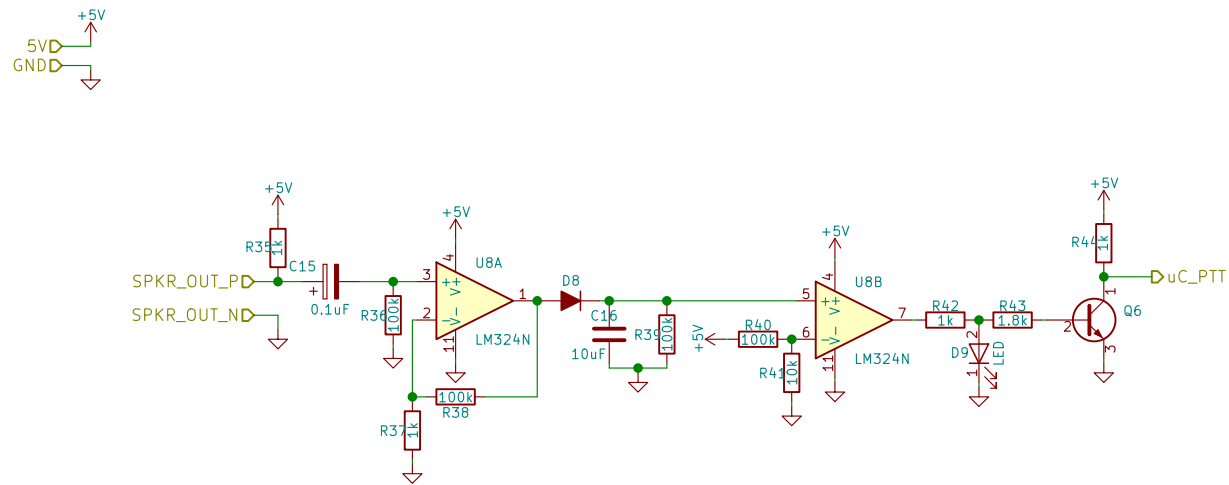 +5V
5V
GND
+5V
+5V
+5V
+5V
R35
1k
C15
SPKR_OUT_P
0.1uF
SPKR_OUT_N
R36
100k
3
2
4
11
1
+
V+
-
V-
U8A
LM324N
R38
100k
R37
1k
D8
C16
10uF
R39
100k
+5V
R40
100k
R41
10k
5
6
4
11
7
+
V+
-
V-
U8B
LM324N
R42
1k
R43
1.8k
D9
2
1
LED
R44
1k
uC_PTT
1
2
3
Q6